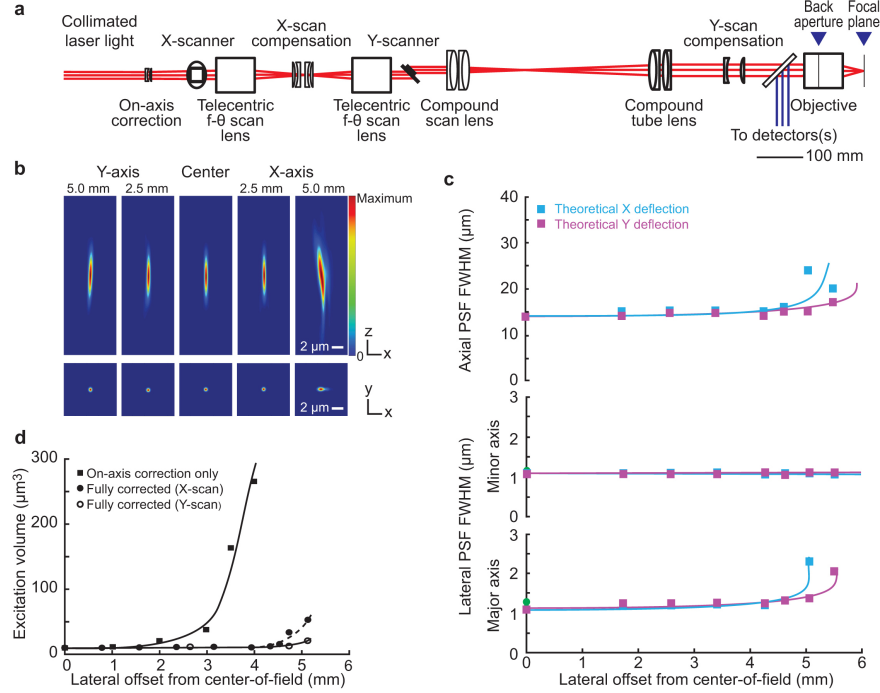 a
Collimated
laser light
X-scanner
X-scan
compensation
Y-scanner
Y-scan
compensation
Back
aperture
Focal
plane
On-axis
correction
Telecentric
f-θ scan
lens
Telecentric
f-θ scan
lens
Compound
scan lens
Compound
tube lens
Objective
To detectors(s)
100 mm
b
Y-axis
Center
X-axis
5.0 mm
2.5 mm
2.5 mm
5.0 mm
Maximum
0
2 µm
z
x
2 µm
y
x
c
Theoretical X deflection
Theoretical Y deflection
Axial PSF FWHM (µm)
40
30
20
10
0
Lateral PSF FWHM (µm)
Minor axis
3
2
1
0
Major axis
3
2
1
0
0
1
2
3
4
5
6
Lateral offset from center-of-field (mm)
d
On-axis correction only
Fully corrected (X-scan)
Fully corrected (Y-scan)
Excitation volume (µm³)
300
200
100
0
0
1
2
3
4
5
6
Lateral offset from center-of-field (mm)